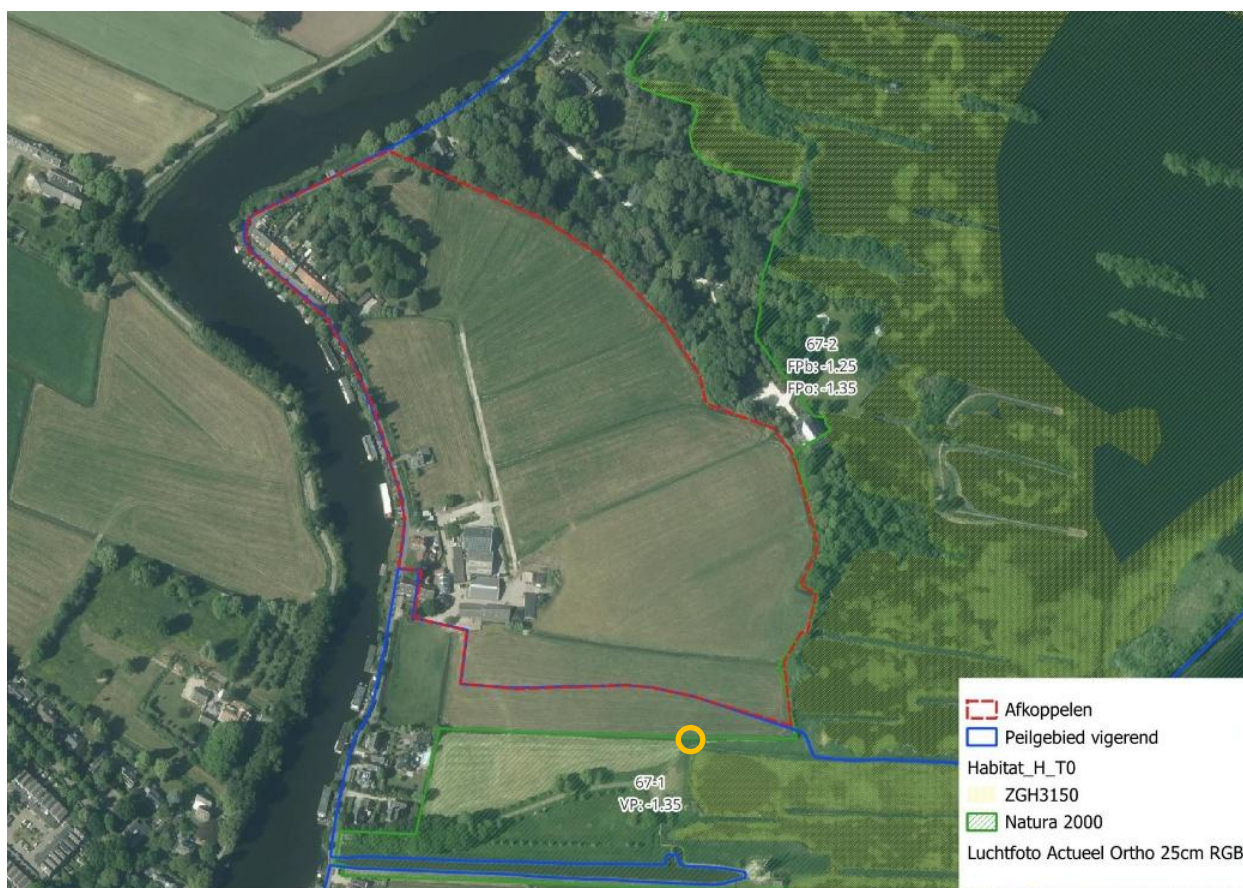 67-2
FPb: -1.25
FPo: -1.35
67-1
VP: -1.35
Afkoppelen
Peilgebied vigerend
Habitat_H_T0
ZGH3150
Natura 2000
Luchtfoto Actueel Ortho 25cm RGB